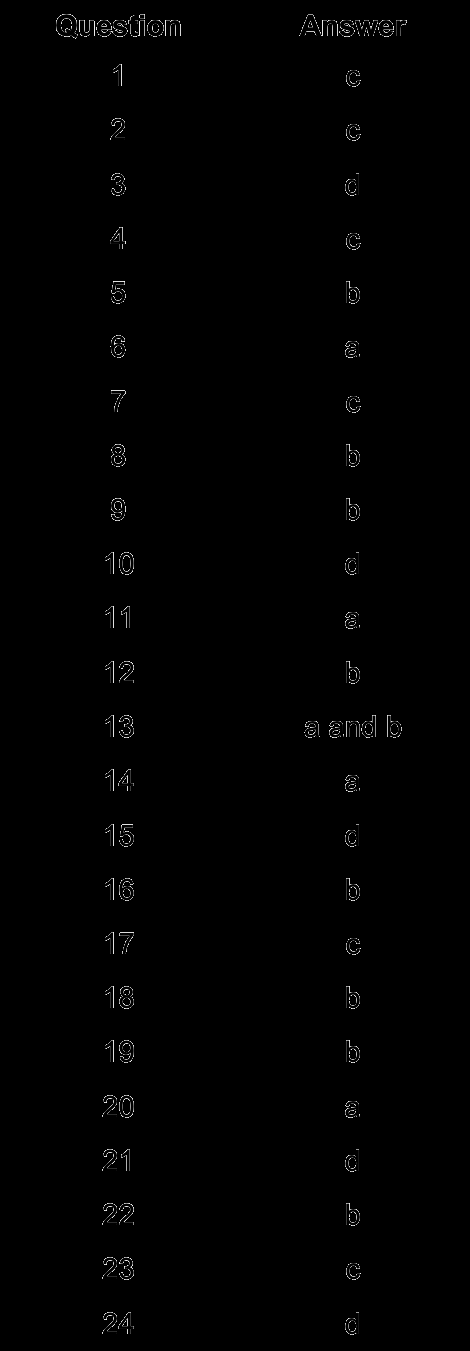 Question Answer
1 c
2 c
3 d
4 c
5 b
6 a
7 c
8 b
9 b
10 d
11 a
12 b
13 a and b
14 a
15 d
16 b
17 c
18 b
19 b
20 a
21 d
22 b
23 c
24 d